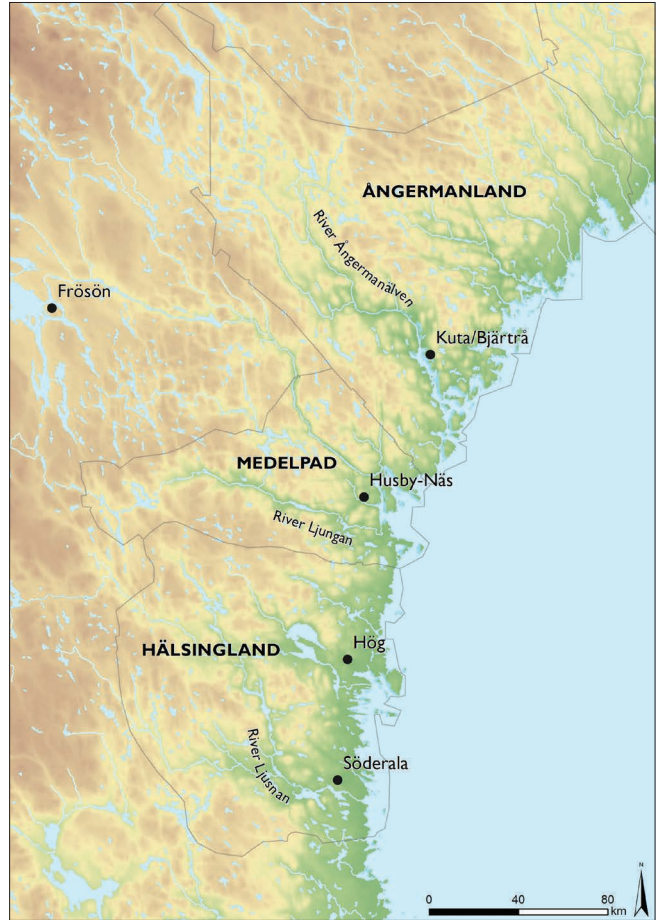 ÅNGERMANLAND
River Ångermanälven
Frösön
Kuta/Bjärtrå
MEDELPAD
Husby-Näs
River Ljungan
HÄLSINGLAND
Hög
River Ljusnan
Söderala
N
0 40 80
km